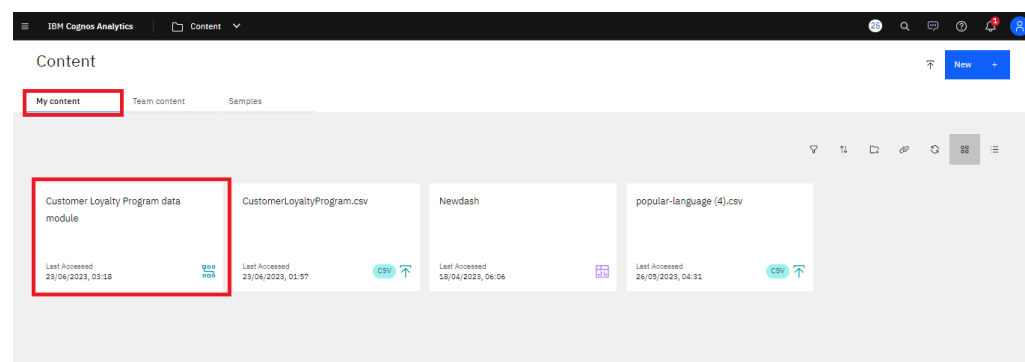 IBM Cognos Analytics
Content
25
1
Content
New +
My content
Team content
Samples
Customer Loyalty Program data
module
Last Accessed
23/06/2023, 03:18
CustomerLoyaltyProgram.csv
Last Accessed
23/06/2023, 01:57
CSV
Newdash
Last Accessed
18/04/2023, 06:06
popular-language (4).csv
Last Accessed
26/05/2023, 04:31
CSV